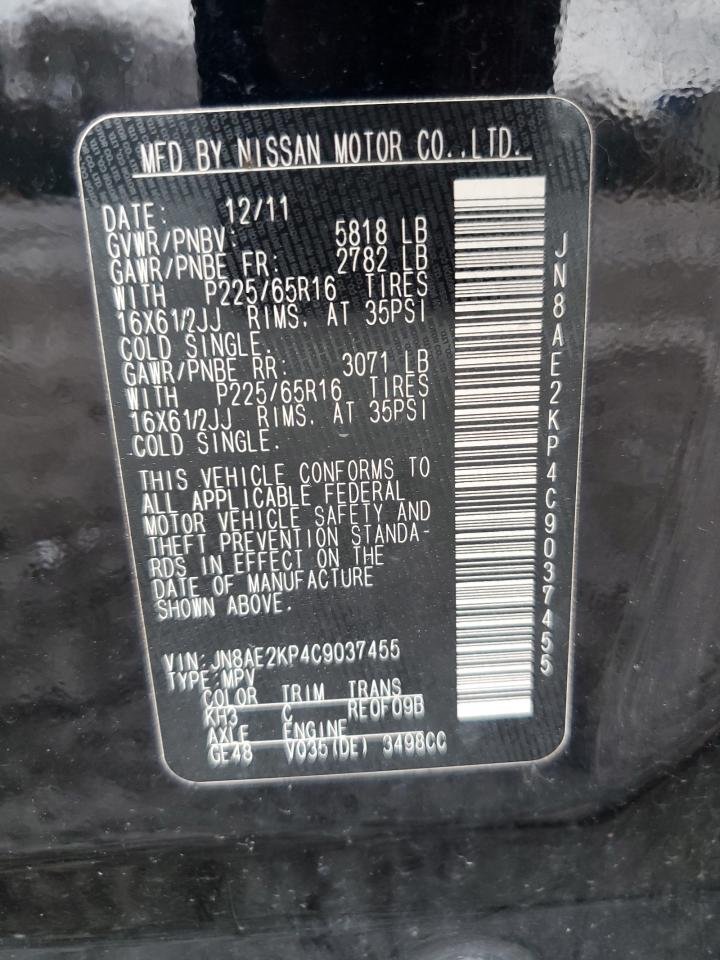 MFD BY NISSAN MOTOR CO.,LTD.
DATE: 12/11
GVWR/PNBV: 5818 LB
GAWR/PNBE FR: 2782 LB
WITH P225/65R16 TIRES
16X61/2JJ RIMS, AT 35PSI
COLD SINGLE.
GAWR/PNBE RR: 3071 LB
WITH P225/65R16 TIRES
16X61/2JJ RIMS, AT 35PSI
COLD SINGLE.
THIS VEHICLE CONFORMS TO
ALL APPLICABLE FEDERAL
MOTOR VEHICLE SAFETY AND
THEFT PREVENTION STANDA-
RDS IN EFFECT ON THE
DATE OF MANUFACTURE
SHOWN ABOVE.
VIN: JN8AE2KP4C9037455
TYPE: MPV
COLOR TRIM TRANS
KH3 C RE0F09B
AXLE ENGINE
GE48 VQ35(DE) 3498CC
JN8AE2KP4C9037455